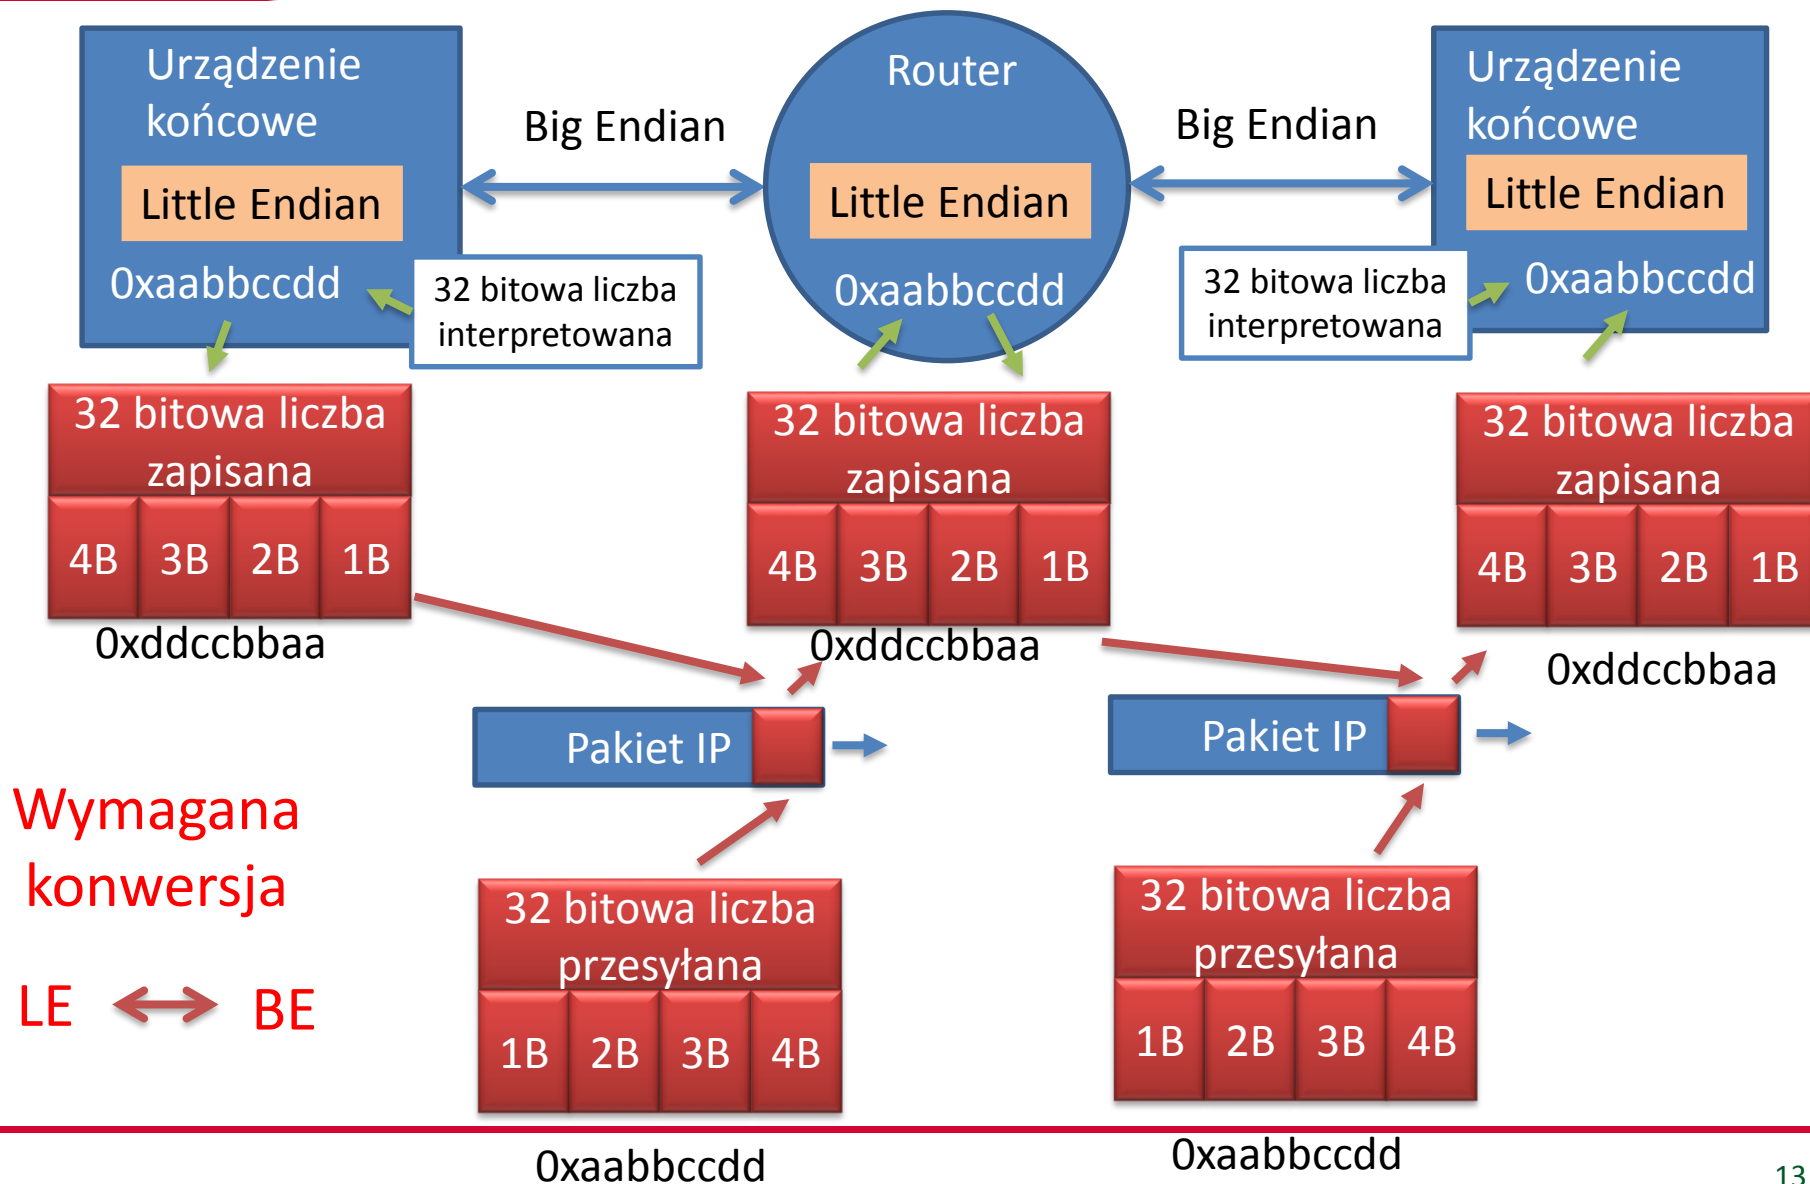 Urządzenie
końcowe
Little Endian
0xaabbccdd
32 bitowa liczba
interpretowana
Big Endian
Router
Little Endian
0xaabbccdd
Big Endian
Urządzenie
końcowe
Little Endian
0xaabbccdd
32 bitowa liczba
interpretowana
32 bitowa liczba
zapisana
4B 3B 2B 1B
0xddccbbaa
32 bitowa liczba
zapisana
4B 3B 2B 1B
0xddccbbaa
32 bitowa liczba
zapisana
4B 3B 2B 1B
0xddccbbaa
Pakiet IP
Pakiet IP
Wymagana
konwersja
LE BE
32 bitowa liczba
przesyłana
1B 2B 3B 4B
0xaabbccdd
32 bitowa liczba
przesyłana
1B 2B 3B 4B
0xaabbccdd
13